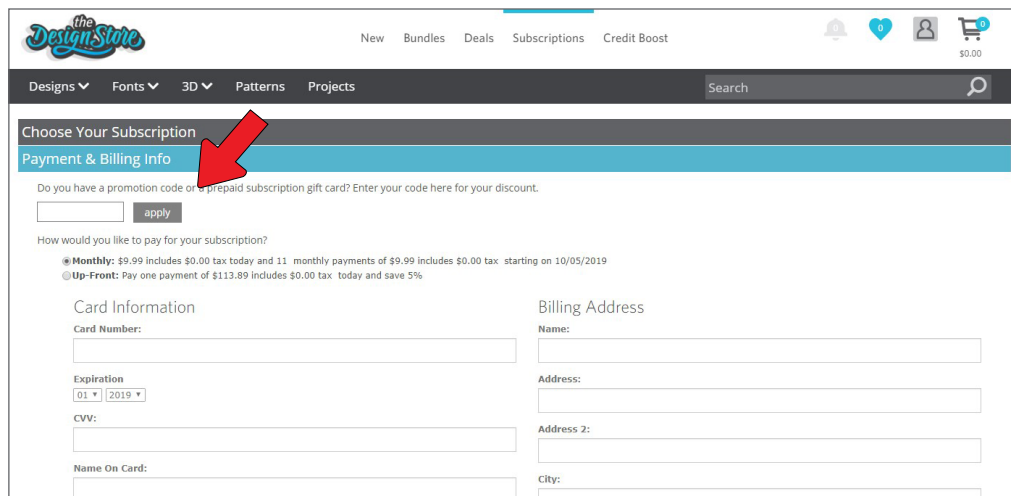 the
Design Store
New Bundles Deals Subscriptions Credit Boost
0
0
0
$0.00
Designs Fonts 3D Patterns Projects
Search
Choose Your Subscription
Payment & Billing Info
Do you have a promotion code or a prepaid subscription gift card? Enter your code here for your discount.
apply
How would you like to pay for your subscription?
Monthly: $9.99 includes $0.00 tax today and 11 monthly payments of $9.99 includes $0.00 tax starting on 10/05/2019
Up-Front: Pay one payment of $113.89 includes $0.00 tax today and save 5%
Card Information
Card Number:
Expiration
01 2019
CVV:
Name On Card:
Billing Address
Name:
Address:
Address 2:
City: